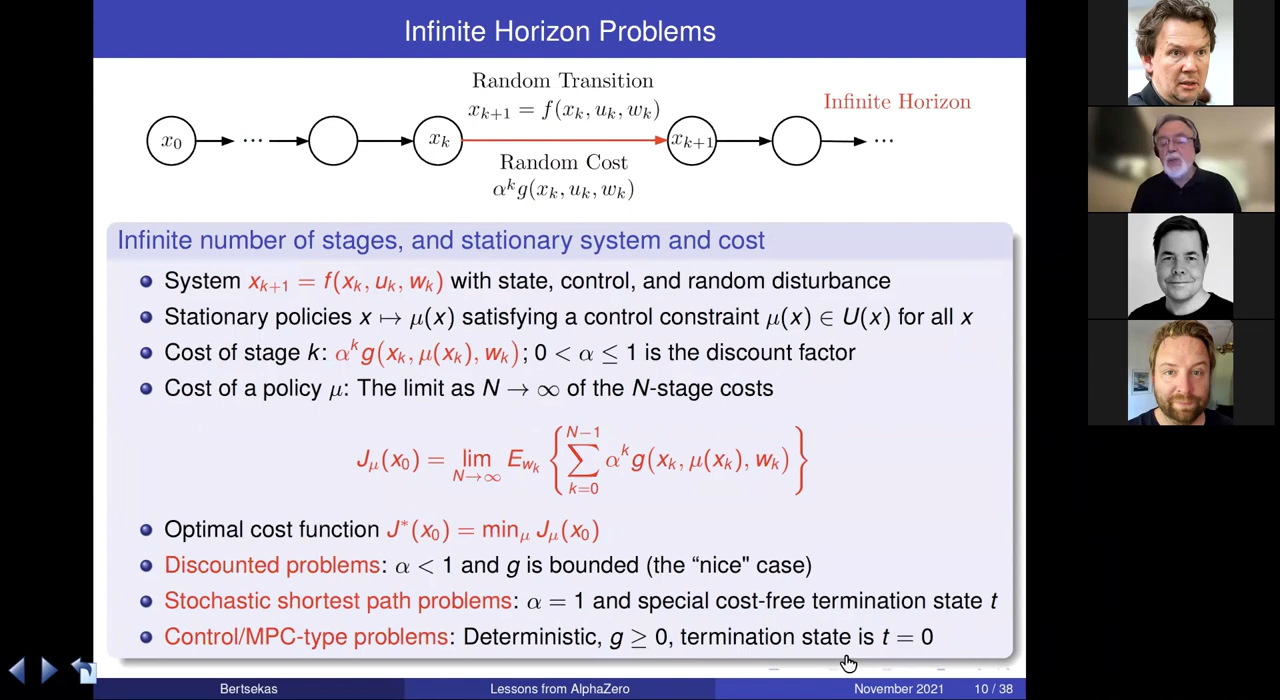 Infinite Horizon Problems
Random Transition
x_{k+1} = f(x_k, u_k, w_k)
Infinite Horizon
x_0 ... x_k x_{k+1} ...
Random Cost
α^k g(x_k, u_k, w_k)
Infinite number of stages, and stationary system and cost
System x_{k+1} = f(x_k, u_k, w_k) with state, control, and random disturbance
Stationary policies x ↦ μ(x) satisfying a control constraint μ(x) ∈ U(x) for all x
Cost of stage k: α^k g(x_k, μ(x_k), w_k); 0 < α ≤ 1 is the discount factor
Cost of a policy μ: The limit as N → ∞ of the N-stage costs
J_μ(x_0) = lim_{N→∞} E_{w_k} { ∑_{k=0}^{N−1} α^k g(x_k, μ(x_k), w_k) }
Optimal cost function J*(x_0) = min_μ J_μ(x_0)
Discounted problems: α < 1 and g is bounded (the “nice" case)
Stochastic shortest path problems: α = 1 and special cost-free termination state t
Control/MPC-type problems: Deterministic, g ≥ 0, termination state is t = 0
Bertsekas Lessons from AlphaZero November 2021 10 / 38